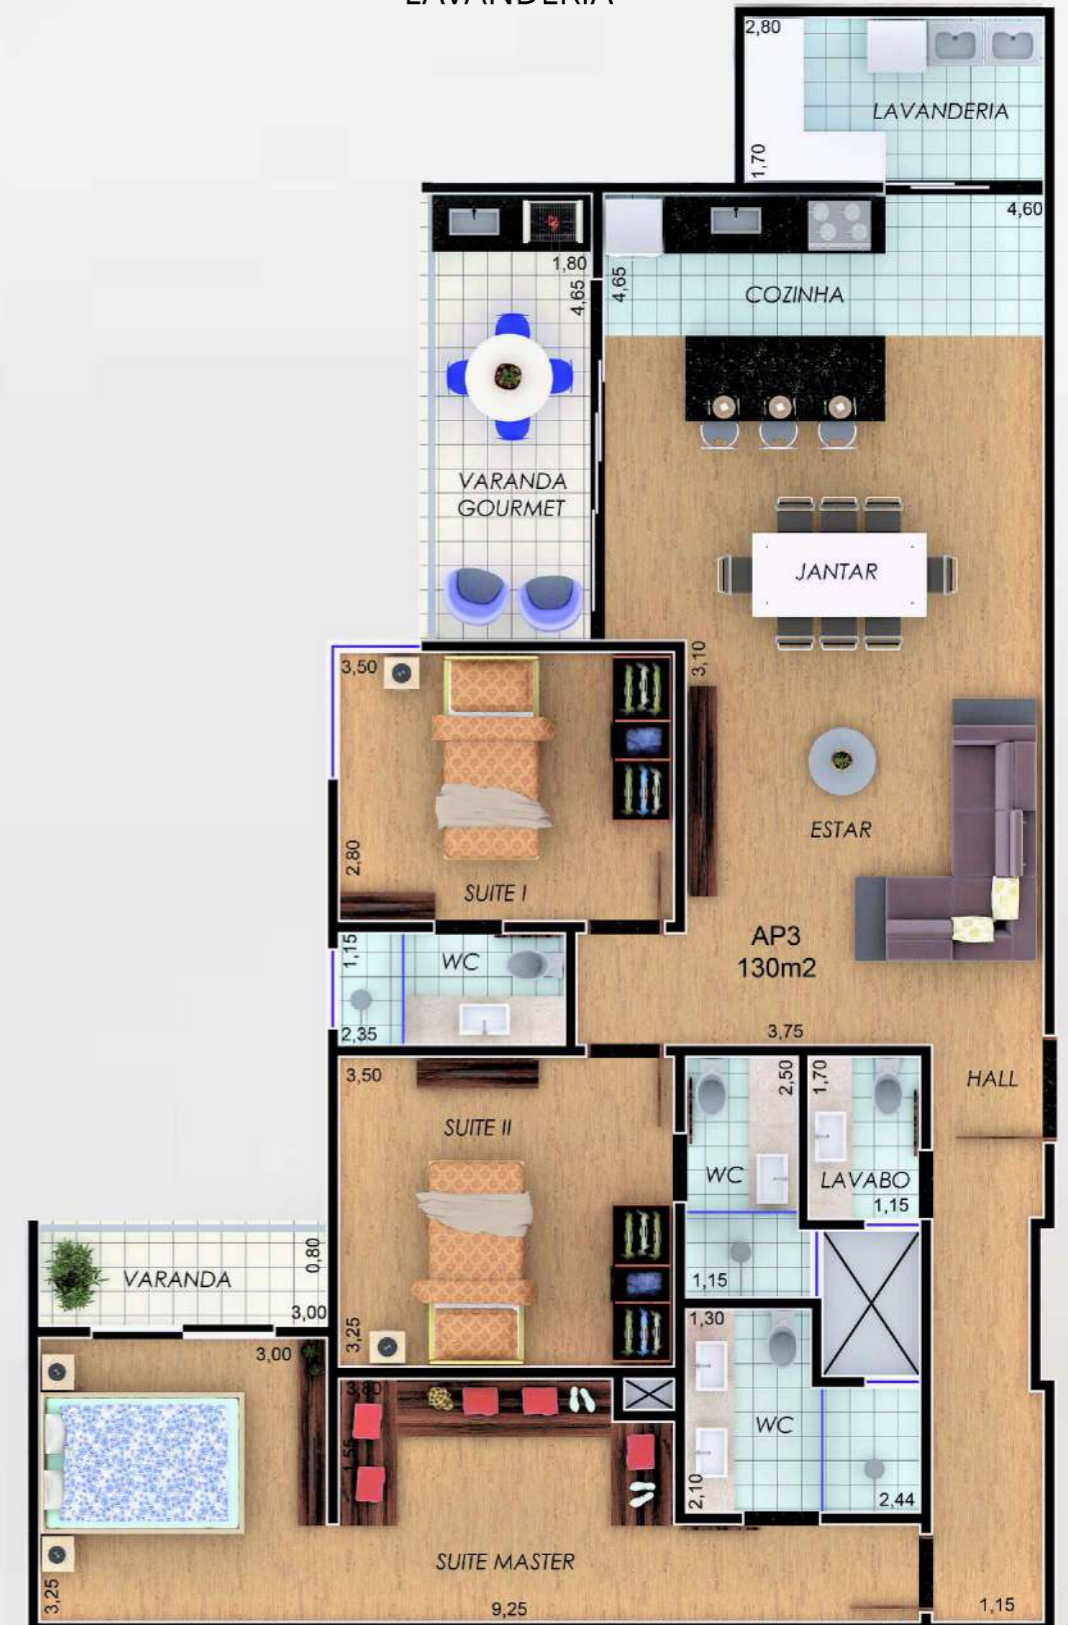 LAVANDERIA
2,80
LAVANDERIA
1,70
4,60
1,80
4,65
4,65
COZINHA
VARANDA
GOURMET
JANTAR
3,50
3,10
ESTAR
2,80
SUITE I
AP3
130m2
1,15
WC
2,35
3,75
3,50
2,50
1,70
HALL
SUITE II
WC
LAVABO
1,15
0,80
VARANDA
1,15
3,00
1,30
3,25
3,00
3,80
1,55
WC
2,10
2,44
SUITE MASTER
3,25
9,25
1,15